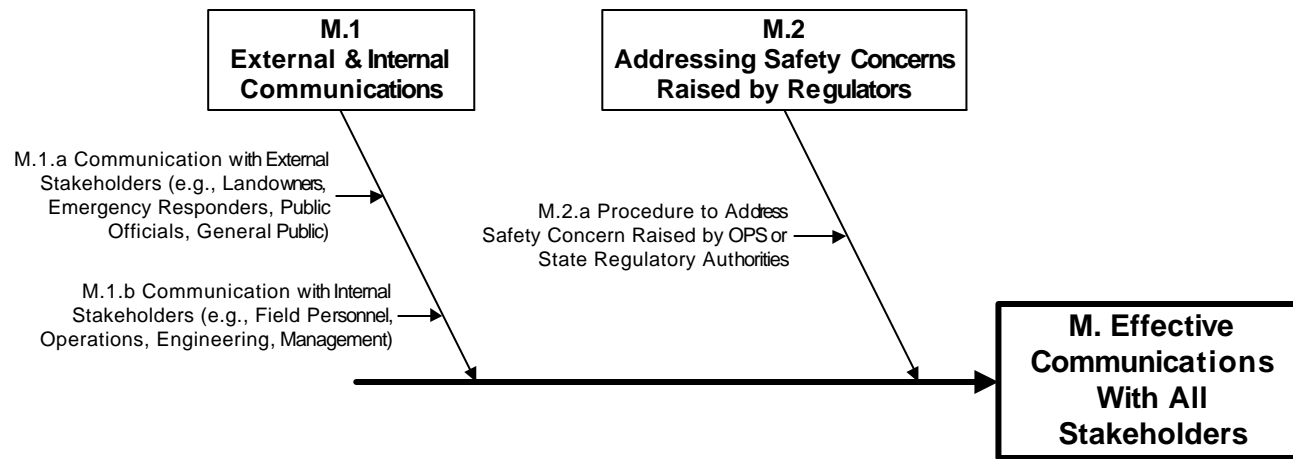 M.1
External & Internal
Communications
M.2
Addressing Safety Concerns
Raised by Regulators
M.1.a Communication with External
Stakeholders (e.g., Landowners,
Emergency Responders, Public
Officials, General Public)
M.2.a Procedure to Address
Safety Concern Raised by OPS or
State Regulatory Authorities
M.1.b Communication with Internal
Stakeholders (e.g., Field Personnel,
Operations, Engineering, Management)
M. Effective
Communications
With All
Stakeholders